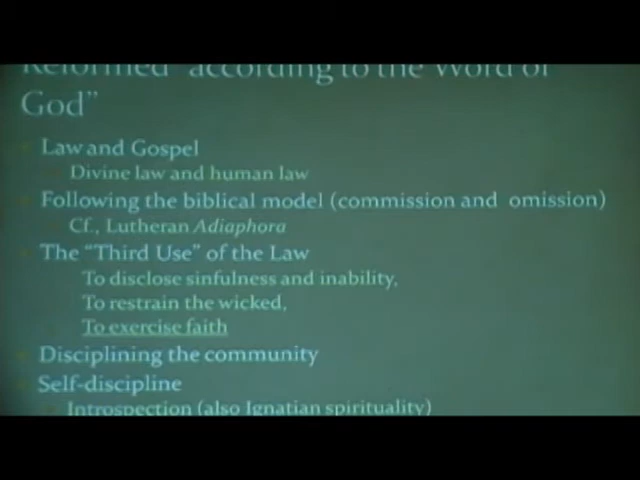 Reformed "according to the Word of
God"
Law and Gospel
Divine law and human law
Following the biblical model (commission and omission)
Cf., Lutheran Adiaphora
The "Third Use" of the Law
To disclose sinfulness and inability,
To restrain the wicked,
To exercise faith
Disciplining the community
Self-discipline
Introspection (also Ignatian spirituality)